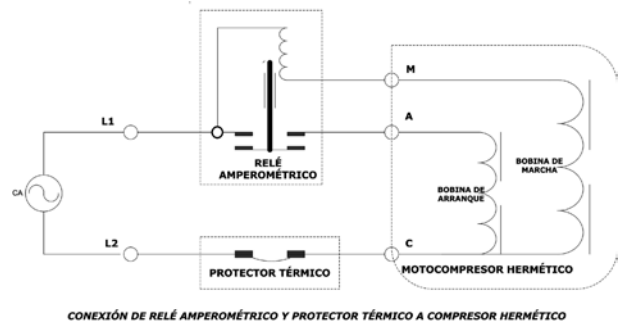 M
L1
A
RELÉ
AMPEROMÉTRICO
BOBINA DE
MARCHA
BOBINA DE
ARRANQUE
CA
L2
C
PROTECTOR TÉRMICO
MOTOCOMPRESOR HERMÉTICO
CONEXIÓN DE RELÉ AMPEROMÉTRICO Y PROTECTOR TÉRMICO A COMPRESOR HERMÉTICO